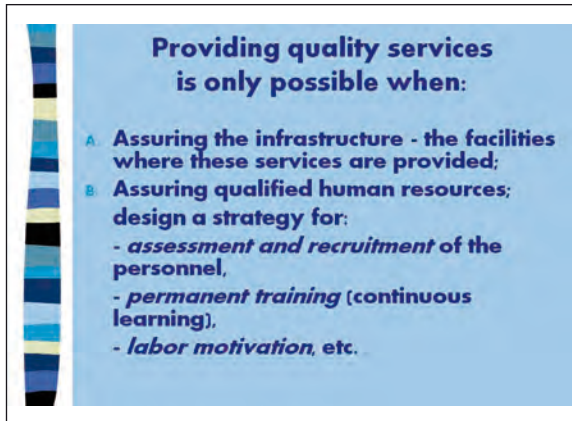 Providing quality services
is only possible when:
A. Assuring the infrastructure - the facilities
where these services are provided;
B. Assuring qualified human resources;
design a strategy for:
- assessment and recruitment of the
personnel,
- permanent training (continuous
learning),
- labor motivation, etc.